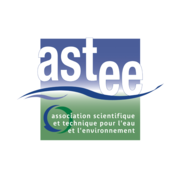 astee
association scientifique
et technique pour l'eau
et l'environnement